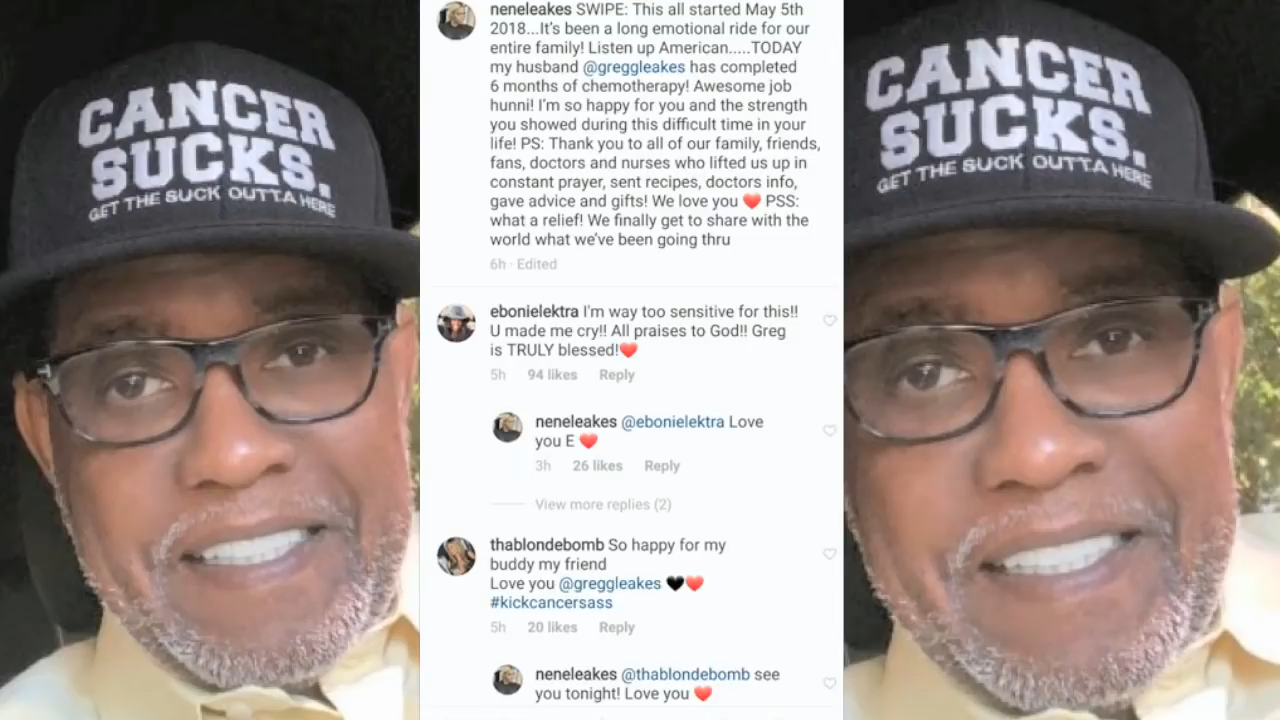 CANCER
SUCKS.
GET THE SUCK OUTTA HERE
neneleakes SWIPE: This all started May 5th
2018...It's been a long emotional ride for our
entire family! Listen up American.....TODAY
my husband @greggleakes has completed
6 months of chemotherapy! Awesome job
hunni! I'm so happy for you and the strength
you showed during this difficult time in your
life! PS: Thank you to all of our family, friends,
fans, doctors and nurses who lifted us up in
constant prayer, sent recipes, doctors info,
gave advice and gifts! We love you ❤️ PSS:
what a relief! We finally get to share with the
world what we've been going thru
6h · Edited
ebonielektra I'm way too sensitive for this!!
U made me cry!! All praises to God!! Greg
is TRULY blessed!❤️
5h 94 likes Reply
neneleakes @ebonielektra Love
you E ❤️
3h 26 likes Reply
View more replies (2)
thablondebomb So happy for my
buddy my friend
Love you @greggleakes 🖤❤️
#kickcancersass
5h 20 likes Reply
neneleakes @thablondebomb see
you tonight! Love you ❤️
CANCER
SUCKS.
GET THE SUCK OUTTA HERE